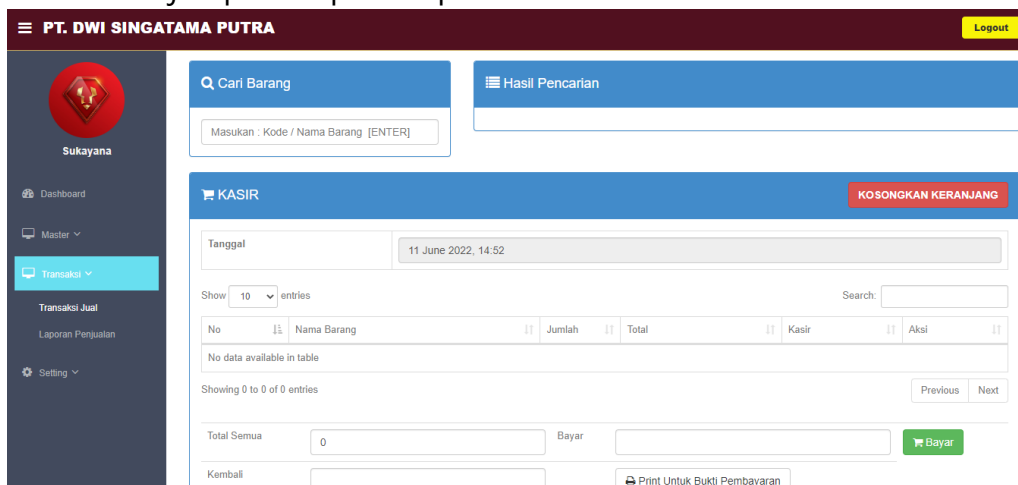 PT. DWI SINGATAMA PUTRA
Logout
Sukayana
Dashboard
Master
Transaksi
Transaksi Jual
Laporan Penjualan
Setting
Cari Barang
Masukan : Kode / Nama Barang [ENTER]
Hasil Pencarian
KASIR
KOSONGKAN KERANJANG
Tanggal
11 June 2022, 14:52
Show 10 entries
Search:
No Nama Barang Jumlah Total Kasir Aksi
No data available in table
Showing 0 to 0 of 0 entries
Previous Next
Total Semua 0 Bayar Bayar
Kembali Print Untuk Bukti Pembayaran